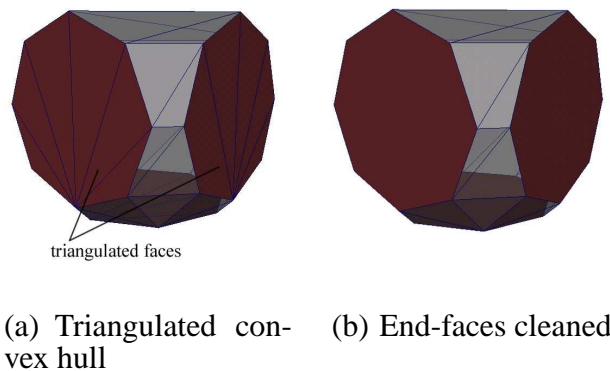 triangulated faces
(a) Triangulated con-
vex hull
(b) End-faces cleaned